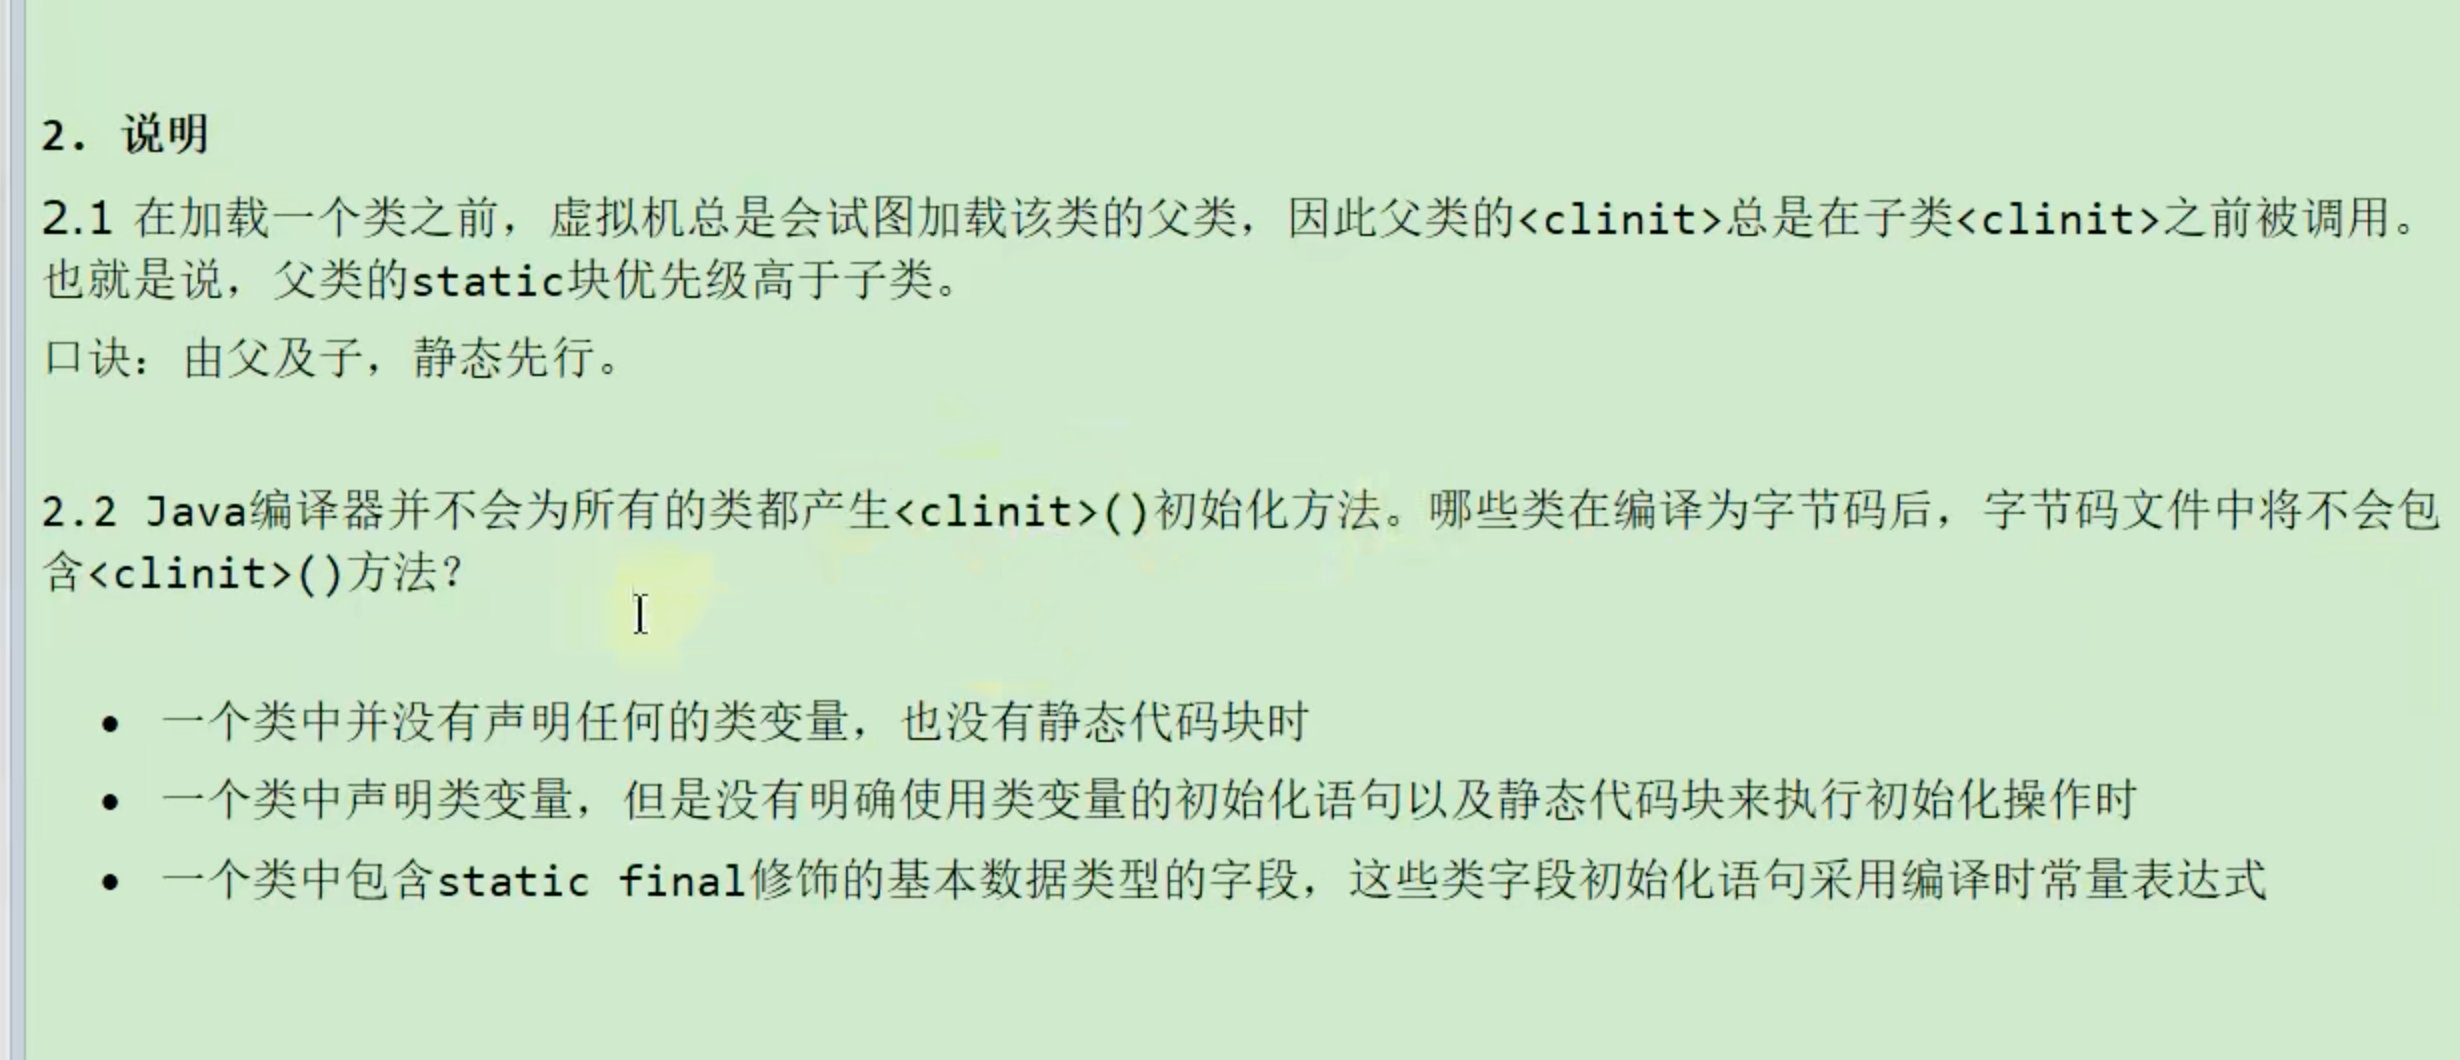 2. 说明
2.1 在加载一个类之前，虚拟机总是会试图加载该类的父类，因此父类的<clinit>总是在子类<clinit>之前被调用。
也就是说，父类的static块优先级高于子类。
口诀：由父及子，静态先行。
2.2 Java编译器并不会为所有的类都产生<clinit>()初始化方法。哪些类在编译为字节码后，字节码文件中将不会包
含<clinit>()方法？
• 一个类中并没有声明任何的类变量，也没有静态代码块时
• 一个类中声明类变量，但是没有明确使用类变量的初始化语句以及静态代码块来执行初始化操作时
• 一个类中包含static final修饰的基本数据类型的字段，这些类字段初始化语句采用编译时常量表达式